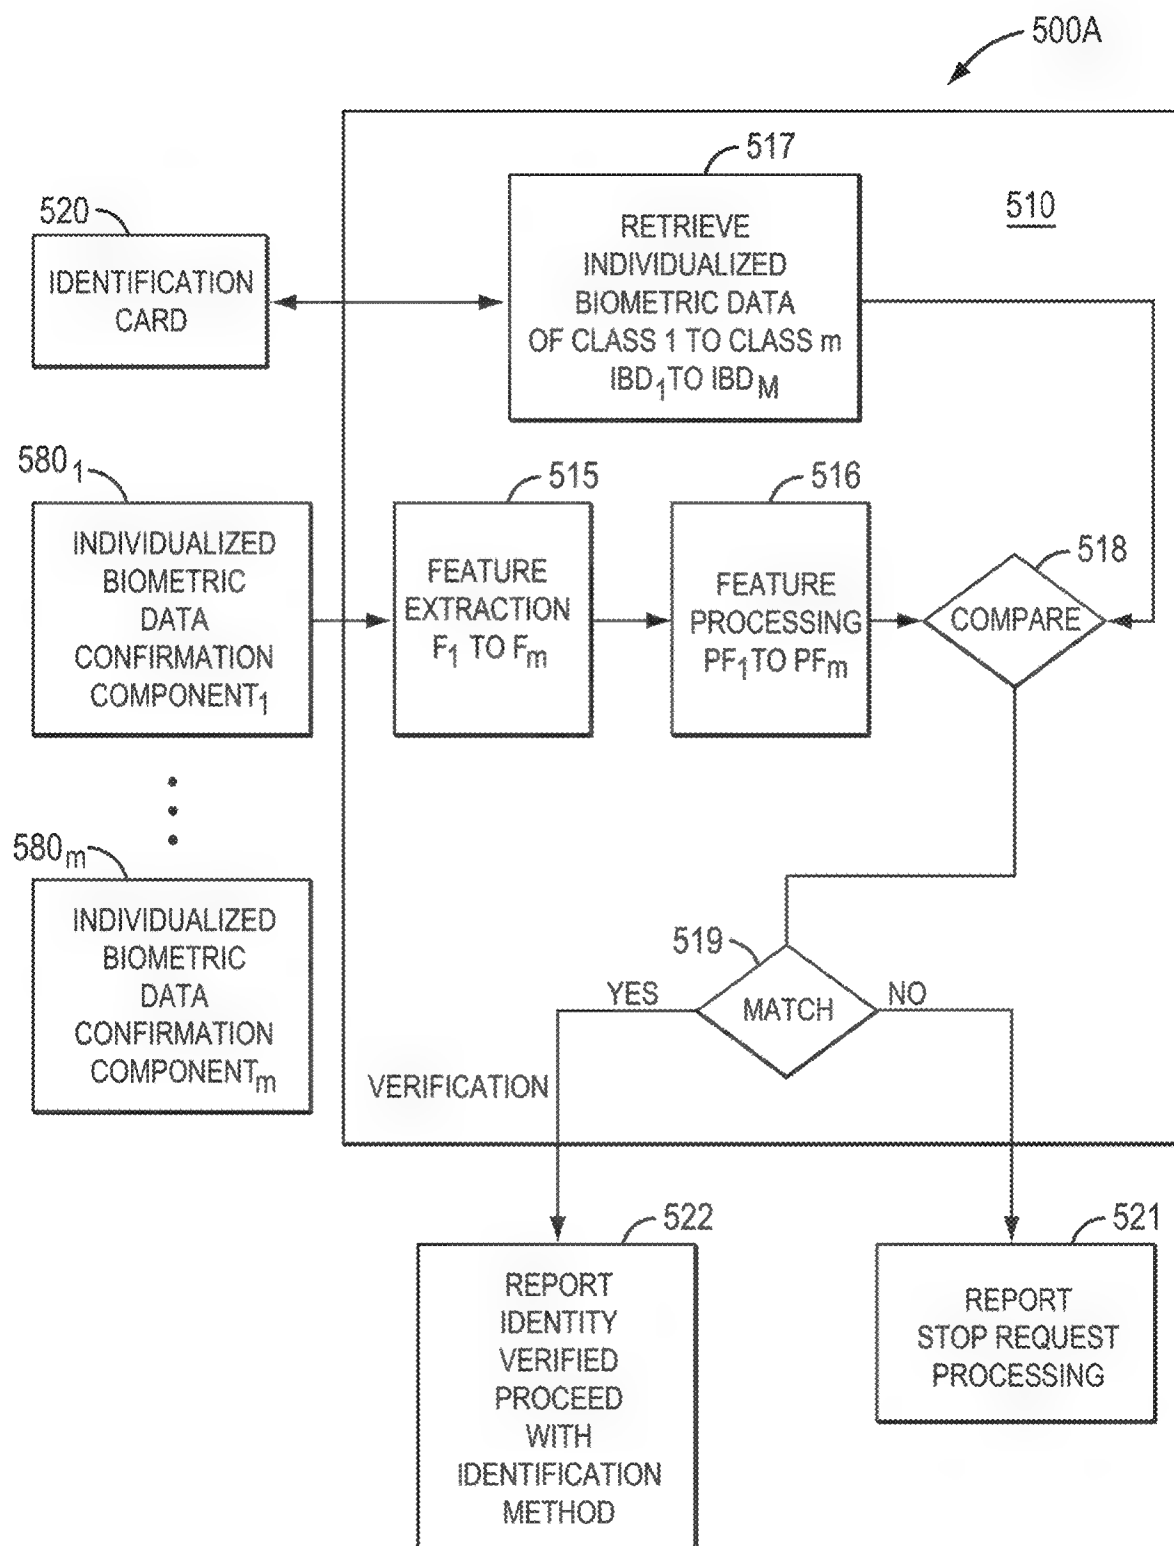 500A
517
510
520
RETRIEVE
INDIVIDUALIZED
BIOMETRIC DATA
OF CLASS 1 TO CLASS m
IBD₁ TO IBD_M
IDENTIFICATION
CARD
580₁
515
516
518
INDIVIDUALIZED
BIOMETRIC
DATA
CONFIRMATION
COMPONENT₁
FEATURE
EXTRACTION
F₁ TO Fₘ
FEATURE
PROCESSING
PF₁ TO PFₘ
COMPARE
580ₘ
INDIVIDUALIZED
BIOMETRIC
DATA
CONFIRMATION
COMPONENTₘ
519
YES
MATCH
NO
VERIFICATION
522
521
REPORT
IDENTITY
VERIFIED
PROCEED
WITH
IDENTIFICATION
METHOD
REPORT
STOP REQUEST
PROCESSING